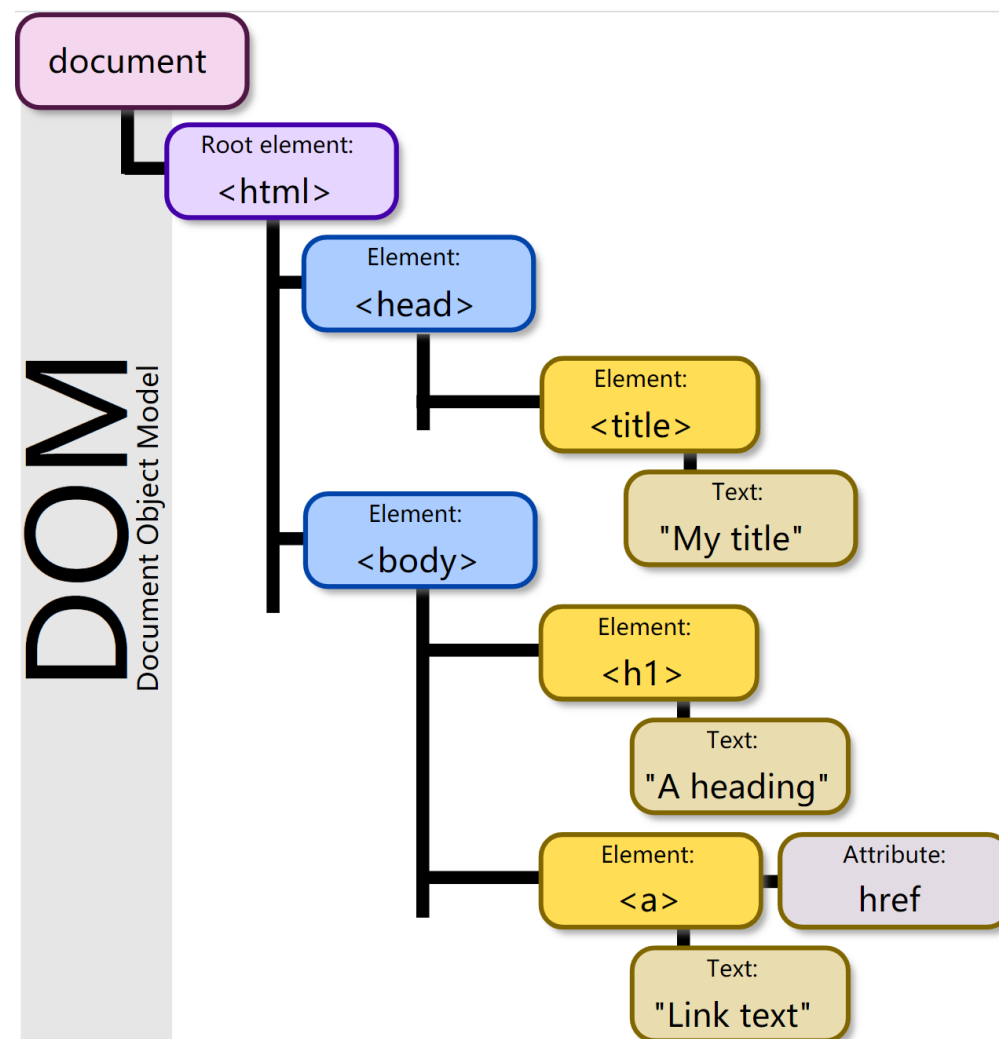 document
Root element:
<html>
Element:
<head>
Element:
<title>
Text:
"My title"
DOM
Document Object Model
Element:
<body>
Element:
<h1>
Text:
"A heading"
Element:
<a>
Attribute:
href
Text:
"Link text"